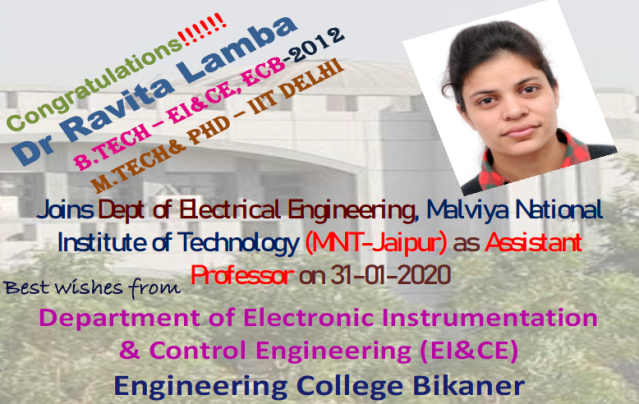 Congratulations!!!!!!
Dr Ravita Lamba
B.TECH – EI&CE, ECB-2012
M.TECH& PHD – IIT DELHI
Joins Dept of Electrical Engineering, Malviya National
Institute of Technology (MNT-Jaipur) as Assistant
Professor on 31-01-2020
Best wishes from
Department of Electronic Instrumentation
& Control Engineering (EI&CE)
Engineering College Bikaner